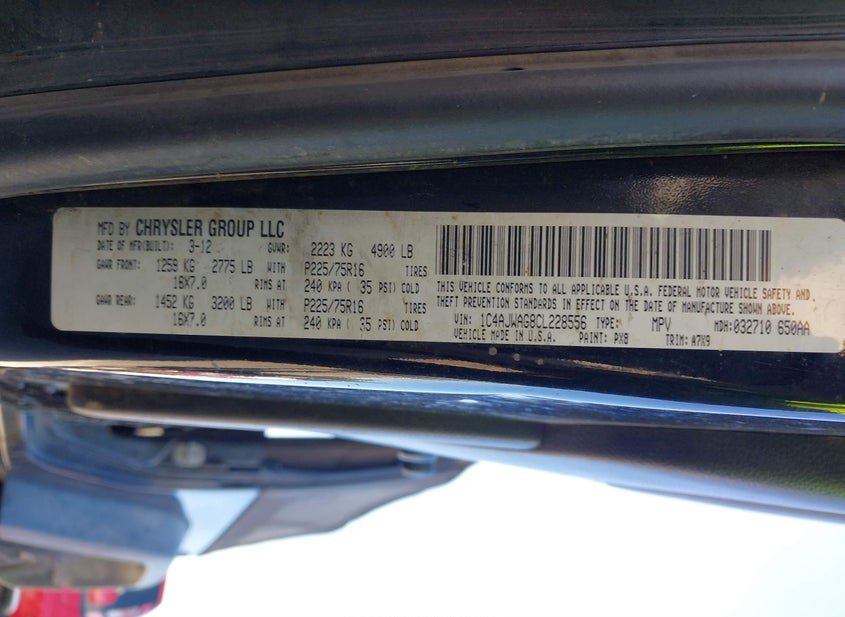 MFD BY CHRYSLER GROUP LLC
DATE OF MFR(BUILT): 3-12 GVWR: 2223 KG 4900 LB
GAWR FRONT: 1259 KG 2775 LB WITH P225/75R16 TIRES
16X7.0 RIMS AT 240 KPA ( 35 PSI) COLD
GAWR REAR: 1452 KG 3200 LB WITH P225/75R16 TIRES
16X7.0 RIMS AT 240 KPA ( 35 PSI) COLD
THIS VEHICLE CONFORMS TO ALL APPLICABLE U.S.A. FEDERAL MOTOR VEHICLE SAFETY AND
THEFT PREVENTION STANDARDS IN EFFECT ON THE DATE OF MANUFACTURE SHOWN ABOVE.
VIN: 1C4AJWAG8CL228556 TYPE: MPV MDH:032710 650AA
VEHICLE MADE IN U.S.A. PAINT: PX8 TRIM: A7X9